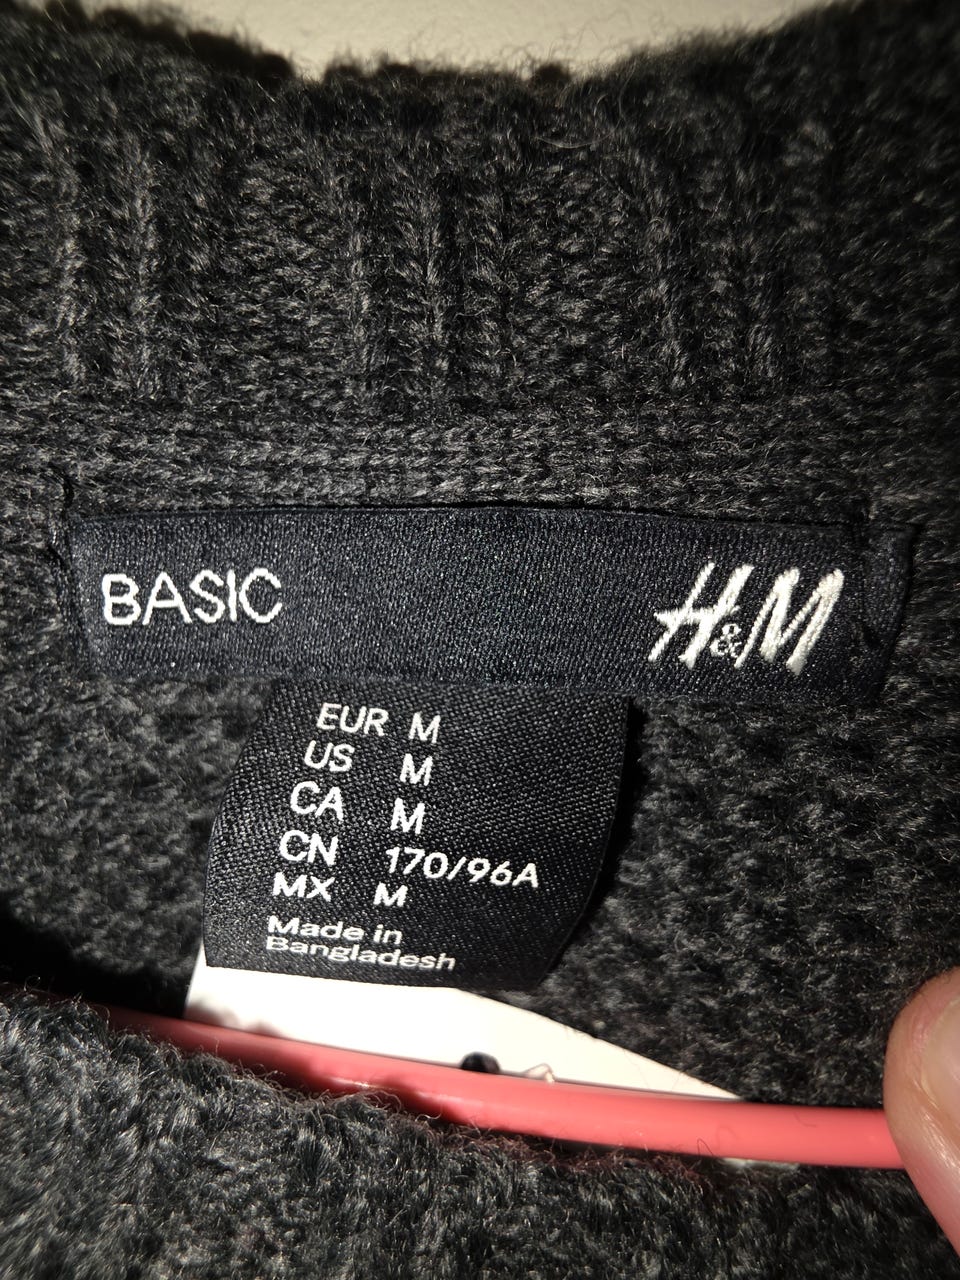 BASIC H&M
EUR M
US M
CA M
CN 170/96A
MX M
Made in
Bangladesh